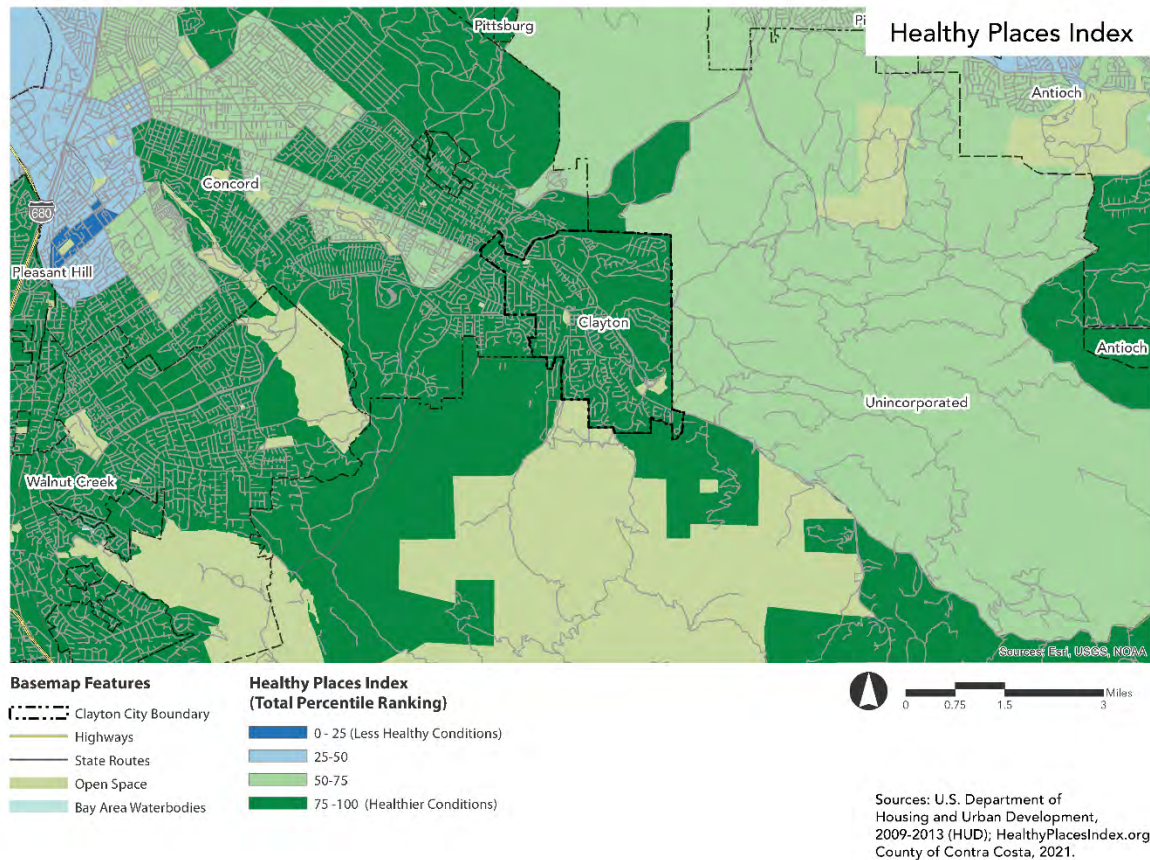 Healthy Places Index
Pittsburg
Pi
Antioch
Concord
680
Pleasant Hill
Clayton
Antioch
Unincorporated
Walnut Creek
Sources: Esri, USGS, NOAA
Basemap Features
Clayton City Boundary
Highways
State Routes
Open Space
Bay Area Waterbodies
Healthy Places Index
(Total Percentile Ranking)
0 - 25 (Less Healthy Conditions)
25-50
50-75
75 -100 (Healthier Conditions)
Miles
0 0.75 1.5 3
Sources: U.S. Department of
Housing and Urban Development,
2009-2013 (HUD); HealthyPlacesIndex.org
County of Contra Costa, 2021.